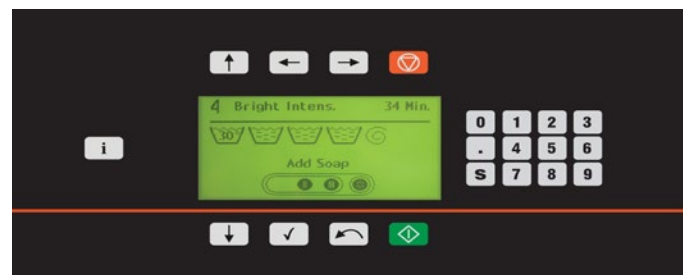 4 Bright Intens. 34 Min.
30°
Add Soap
i
0 1 2 3
. 4 5 6
S 7 8 9